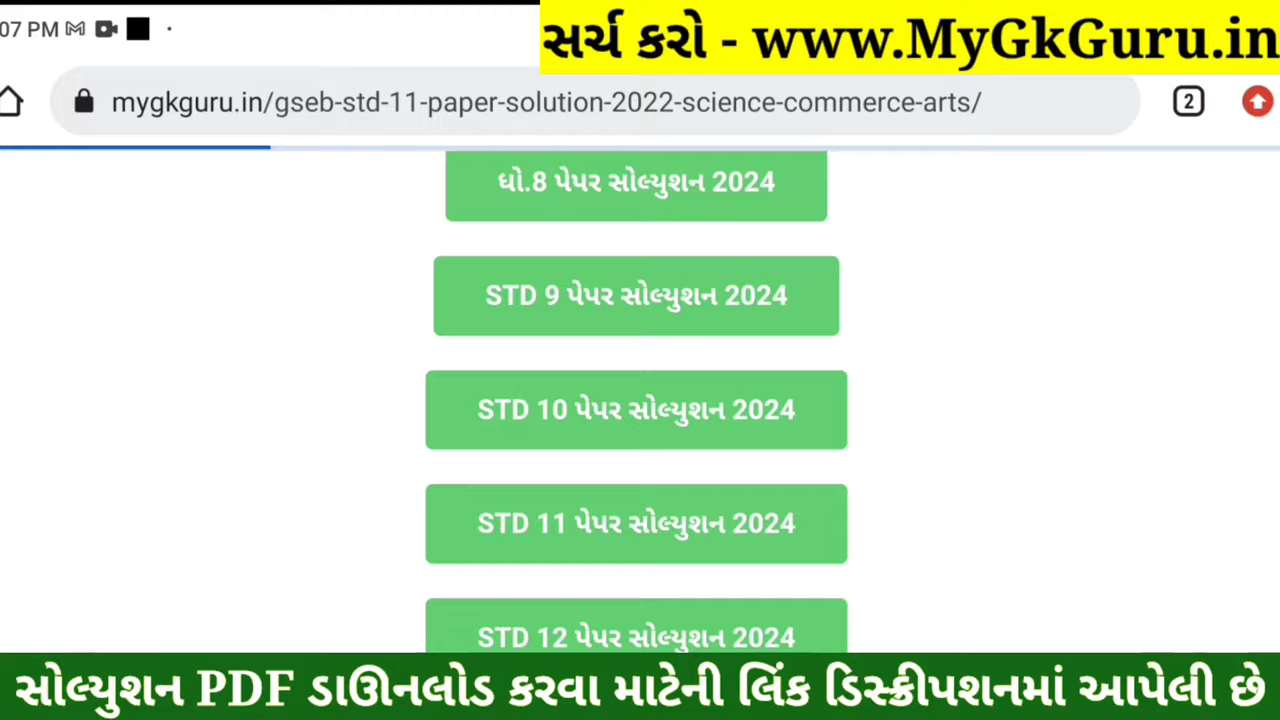 07 PM
સર્ચ કરો - www.MyGkGuru.in
mygkguru.in/gseb-std-11-paper-solution-2022-science-commerce-arts/
2
ધો.8 પેપર સોલ્યુશન 2024
STD 9 પેપર સોલ્યુશન 2024
STD 10 પેપર સોલ્યુશન 2024
STD 11 પેપર સોલ્યુશન 2024
STD 12 પેપર સોલ્યુશન 2024
સોલ્યુશન PDF ડાઊનલોડ કરવા માટેની લિંક ડિસ્ક્રીપશનમાં આપેલી છે